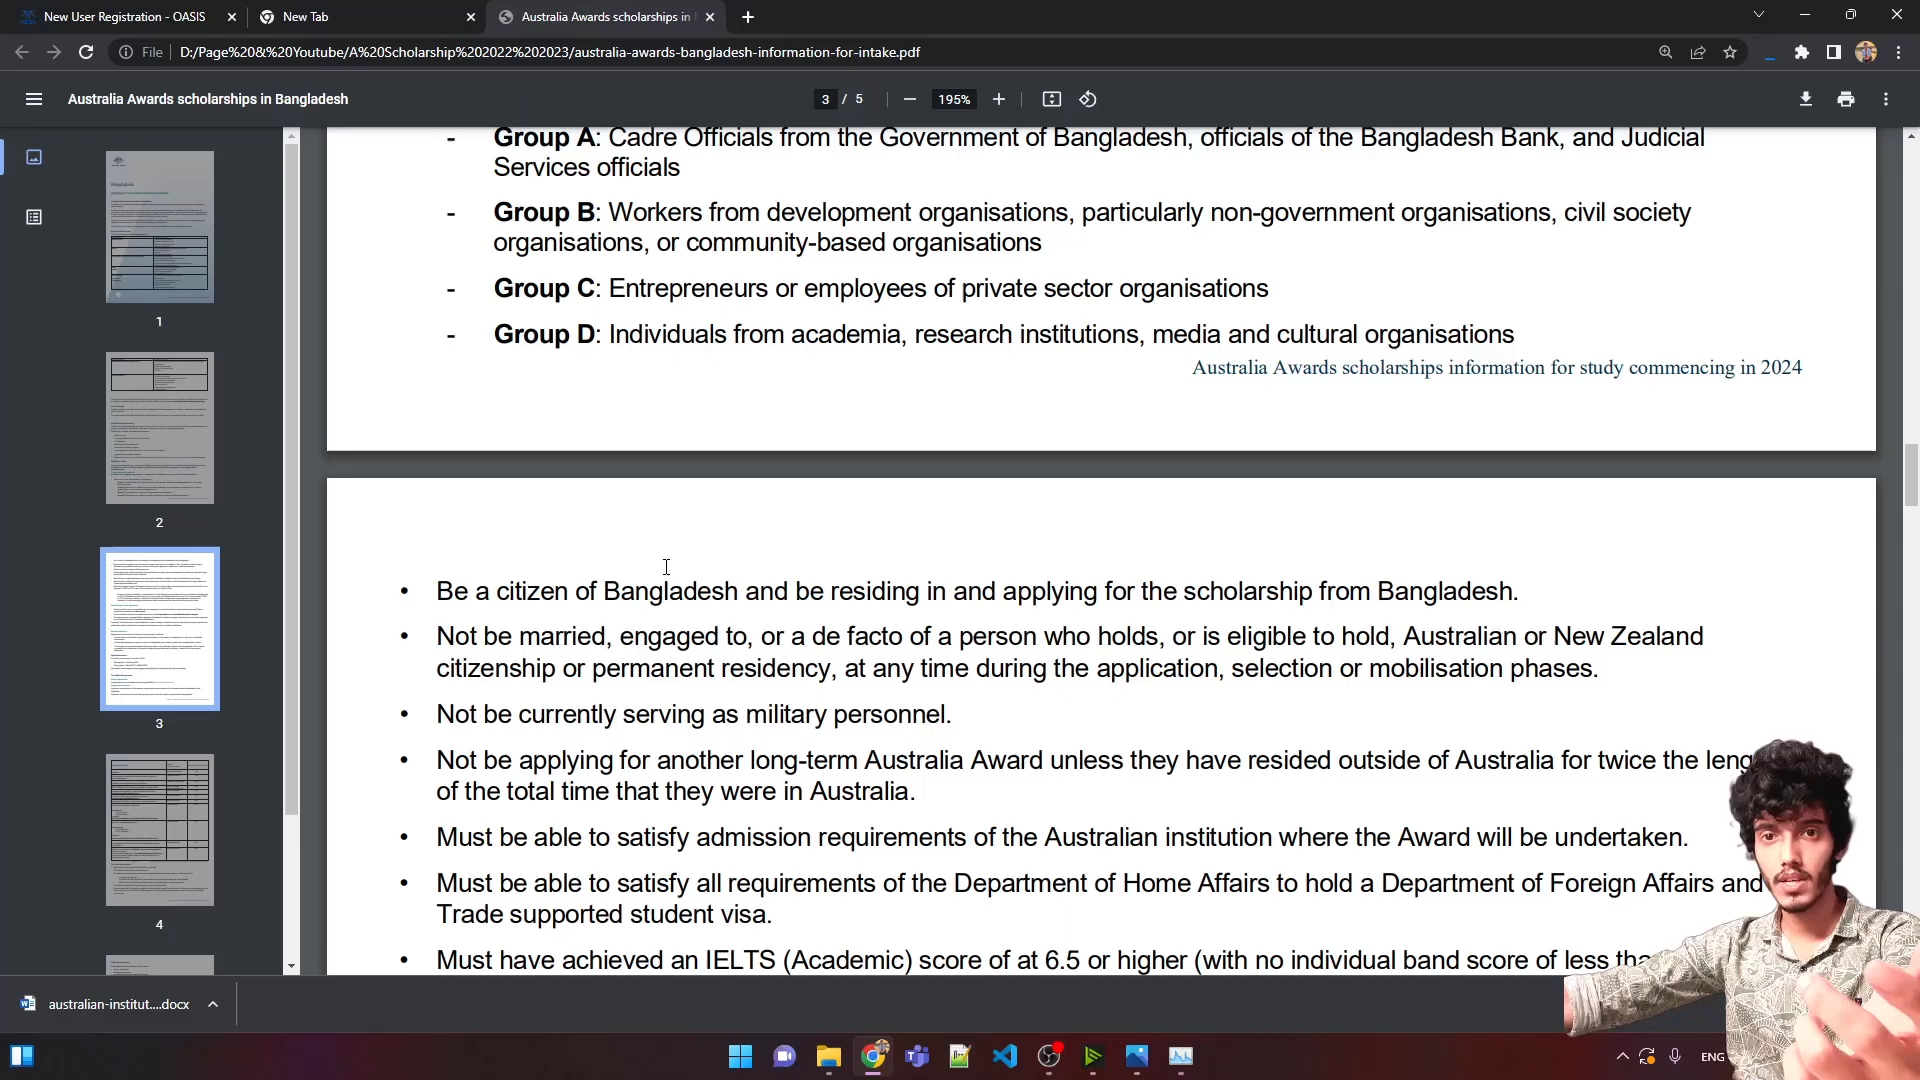 New User Registration - OASIS
New Tab
Australia Awards scholarships in
File
D:/Page%20&%20Youtube/A%20Scholarship%202022%202023/australia-awards-bangladesh-information-for-intake.pdf
Australia Awards scholarships in Bangladesh
3 / 5
195%
- Group A: Cadre Officials from the Government of Bangladesh, officials of the Bangladesh Bank, and Judicial
Services officials
- Group B: Workers from development organisations, particularly non-government organisations, civil society
organisations, or community-based organisations
- Group C: Entrepreneurs or employees of private sector organisations
- Group D: Individuals from academia, research institutions, media and cultural organisations
Australia Awards scholarships information for study commencing in 2024
1
2
3
4
• Be a citizen of Bangladesh and be residing in and applying for the scholarship from Bangladesh.
• Not be married, engaged to, or a de facto of a person who holds, or is eligible to hold, Australian or New Zealand
citizenship or permanent residency, at any time during the application, selection or mobilisation phases.
• Not be currently serving as military personnel.
• Not be applying for another long-term Australia Award unless they have resided outside of Australia for twice the leng
of the total time that they were in Australia.
• Must be able to satisfy admission requirements of the Australian institution where the Award will be undertaken.
• Must be able to satisfy all requirements of the Department of Home Affairs to hold a Department of Foreign Affairs and
Trade supported student visa.
• Must have achieved an IELTS (Academic) score of at 6.5 or higher (with no individual band score of less tha
australian-institut....docx
ENG